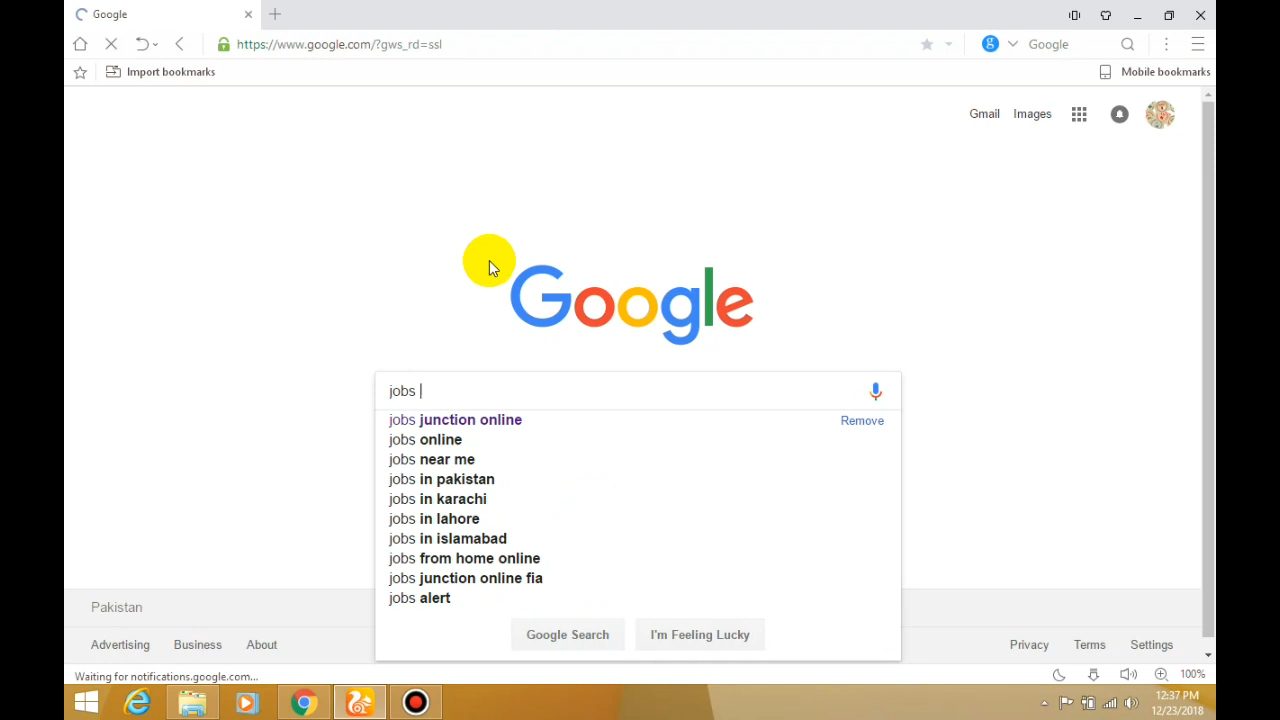 Google
https://www.google.com/?gws_rd=ssl
Google
Import bookmarks
Mobile bookmarks
Gmail Images
Google
jobs
jobs junction online Remove
jobs online
jobs near me
jobs in pakistan
jobs in karachi
jobs in lahore
jobs in islamabad
jobs from home online
jobs junction online fia
jobs alert
Google Search I'm Feeling Lucky
Pakistan
Advertising Business About Privacy Terms Settings
Waiting for notifications.google.com... 100%
12:37 PM
12/23/2018